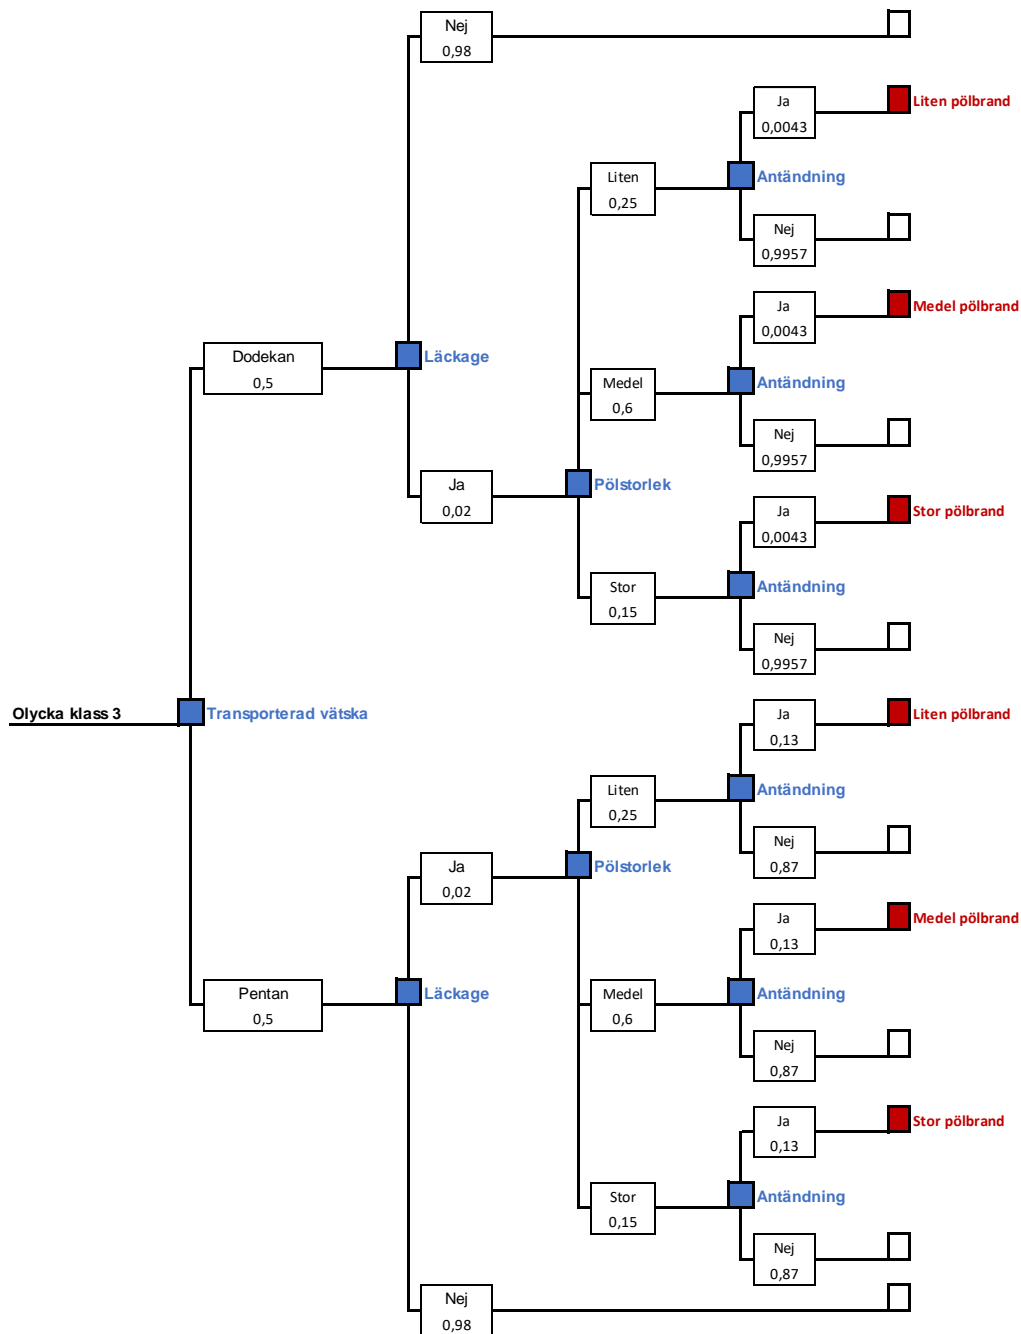 Nej
0,98
Ja
0,0043
Liten pölbrand
Liten
0,25
Antändning
Nej
0,9957
Ja
0,0043
Medel pölbrand
Dodekan
0,5
Läckage
Medel
0,6
Antändning
Nej
0,9957
Ja
0,02
Pölstorlek
Ja
0,0043
Stor pölbrand
Stor
0,15
Antändning
Nej
0,9957
Olycka klass 3
Transporterad vätska
Ja
0,13
Liten pölbrand
Liten
0,25
Antändning
Nej
0,87
Ja
0,02
Pölstorlek
Ja
0,13
Medel pölbrand
Pentan
0,5
Läckage
Medel
0,6
Antändning
Nej
0,87
Ja
0,13
Stor pölbrand
Stor
0,15
Antändning
Nej
0,87
Nej
0,98